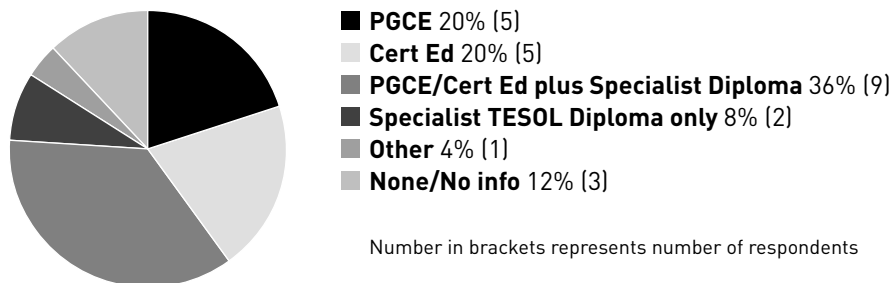 PGCE 20% (5)
Cert Ed 20% (5)
PGCE/Cert Ed plus Specialist Diploma 36% (9)
Specialist TESOL Diploma only 8% (2)
Other 4% (1)
None/No info 12% (3)
Number in brackets represents number of respondents